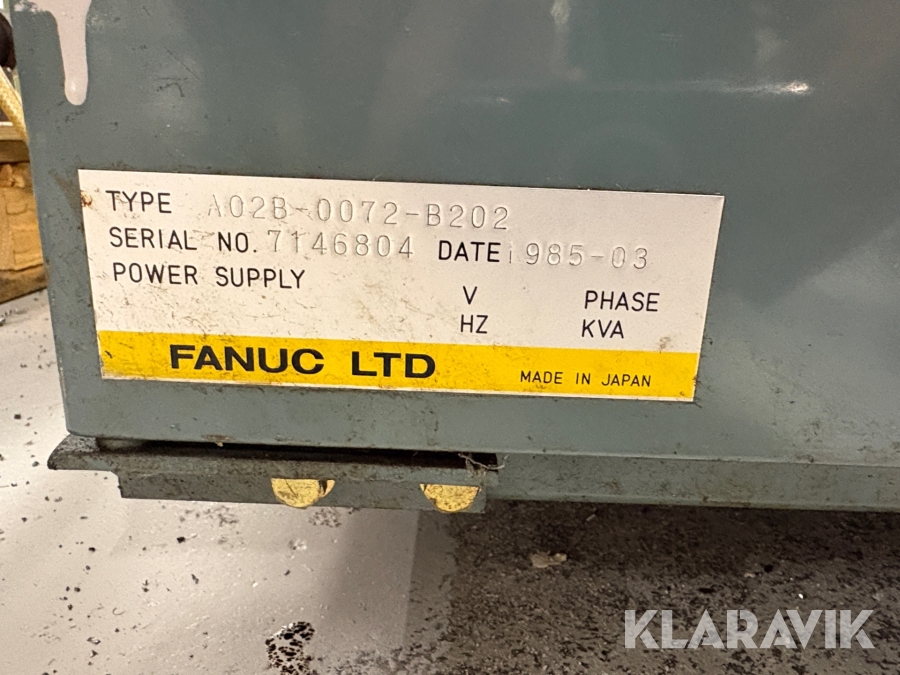 TYPE A02B-0072-B202
SERIAL NO. 7146804 DATE 1985-03
POWER SUPPLY
V PHASE
HZ KVA
FANUC LTD MADE IN JAPAN
KLARAVIK